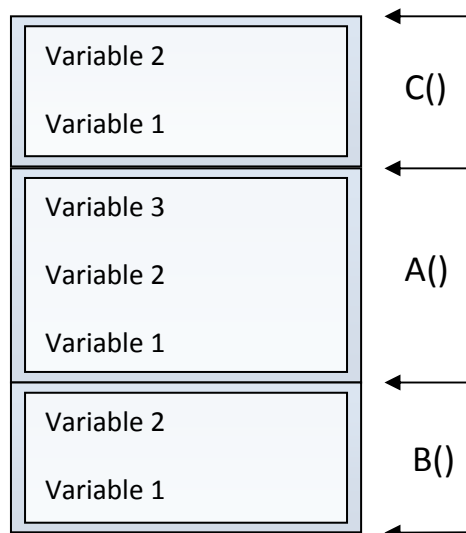 Variable 2
C()
Variable 1
Variable 3
Variable 2
A()
Variable 1
Variable 2
B()
Variable 1